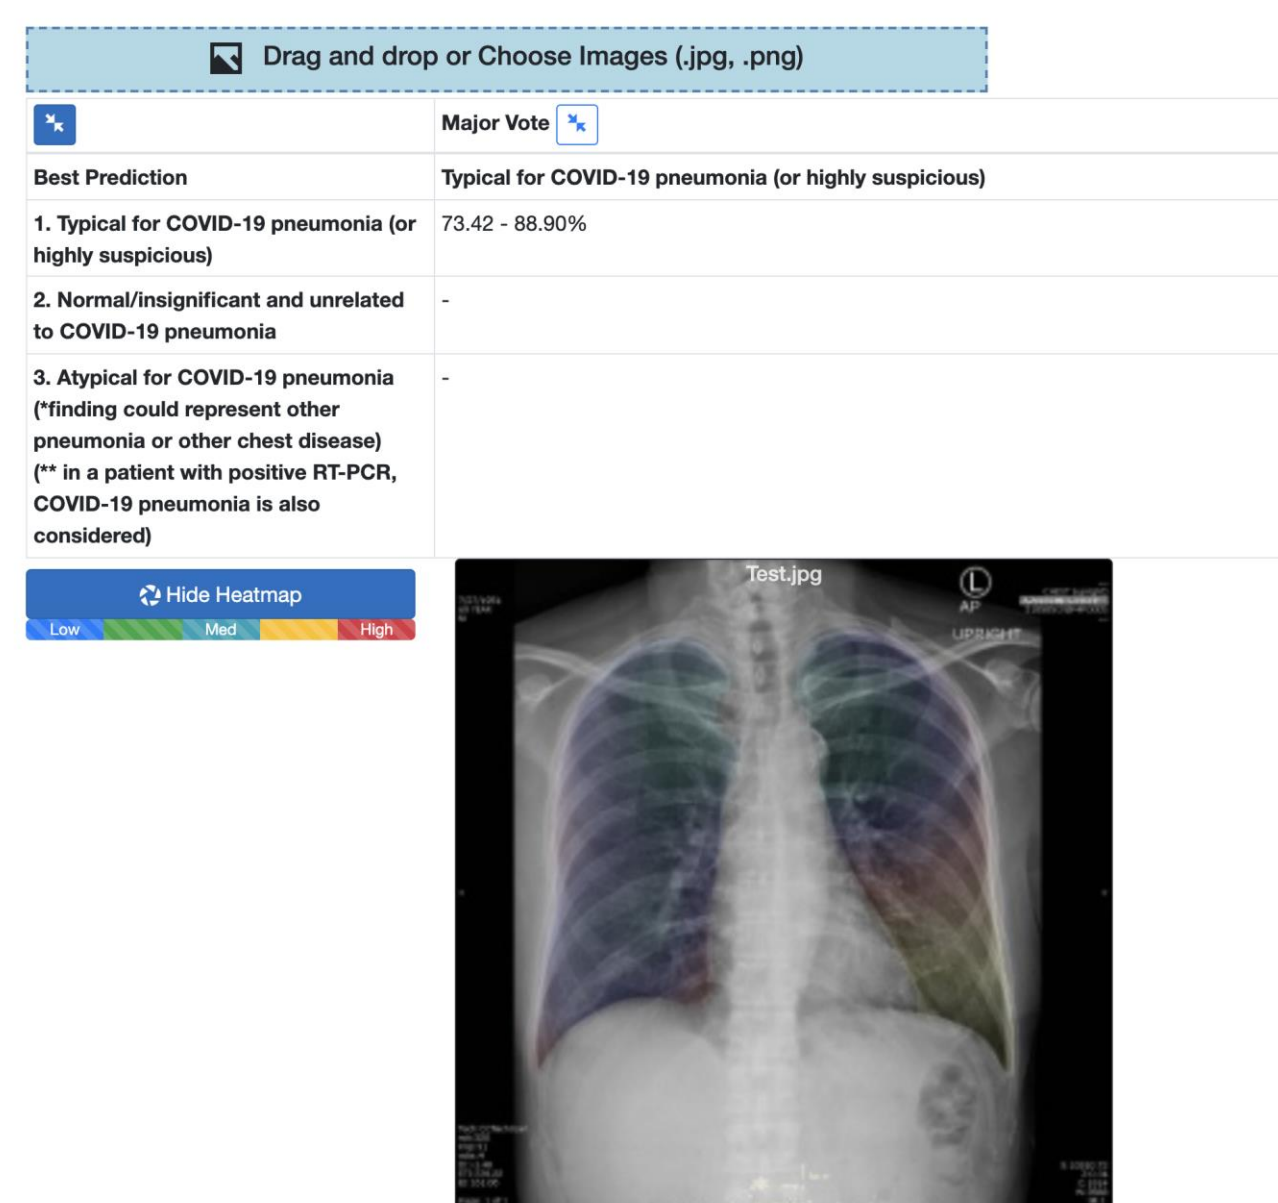 Drag and drop or Choose Images (.jpg, .png)
Major Vote
Best Prediction
Typical for COVID-19 pneumonia (or highly suspicious)
1. Typical for COVID-19 pneumonia (or
highly suspicious)
73.42 - 88.90%
2. Normal/insignificant and unrelated
to COVID-19 pneumonia
-
3. Atypical for COVID-19 pneumonia
(*finding could represent other
pneumonia or other chest disease)
(** in a patient with positive RT-PCR,
COVID-19 pneumonia is also
considered)
-
Hide Heatmap
Low Med High
Test.jpg
L
AP
UPRIGHT